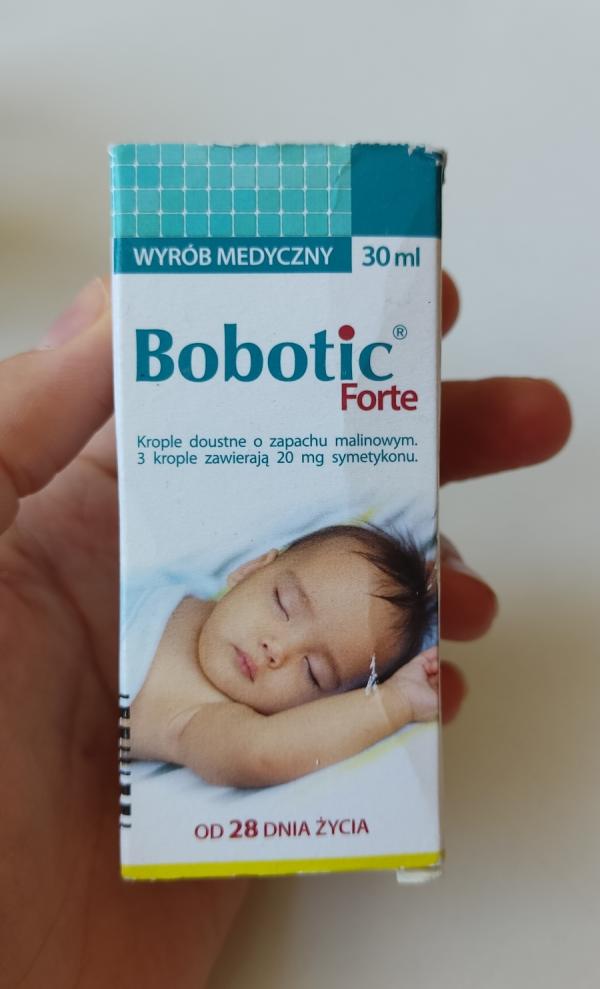 WYRÓB MEDYCZNY 30 ml
Bobotic®
Forte
Krople doustne o zapachu malinowym.
3 krople zawierają 20 mg symetykonu.
OD 28 DNIA ŻYCIA